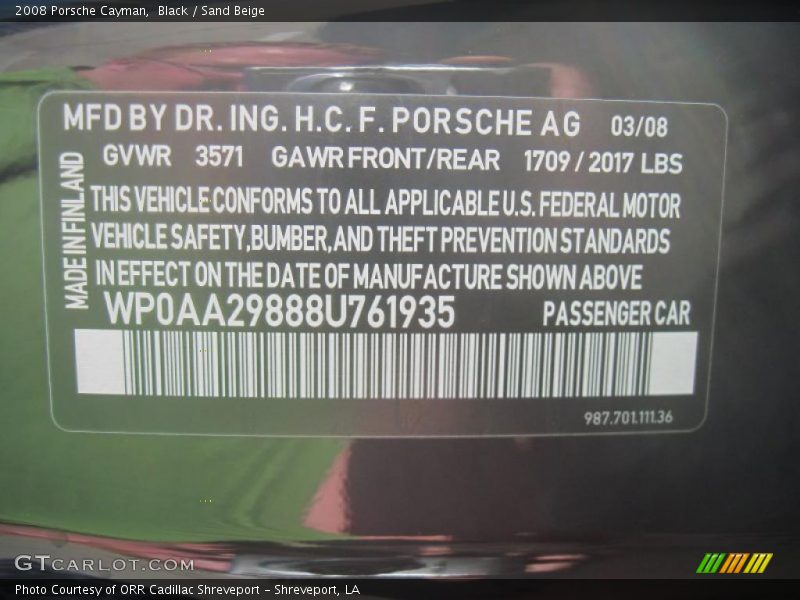 2008 Porsche Cayman,  Black / Sand Beige
MFD BY DR. ING. H.C. F. PORSCHE AG 03/08
GVWR 3571 GAWR FRONT/REAR 1709 / 2017 LBS
MADE IN FINLAND
THIS VEHICLE CONFORMS TO ALL APPLICABLE U.S. FEDERAL MOTOR
VEHICLE SAFETY, BUMBER, AND THEFT PREVENTION STANDARDS
IN EFFECT ON THE DATE OF MANUFACTURE SHOWN ABOVE
WP0AA29888U761935 PASSENGER CAR
987.701.111.36
GTCARLOT.COM
Photo Courtesy of ORR Cadillac Shreveport - Shreveport, LA